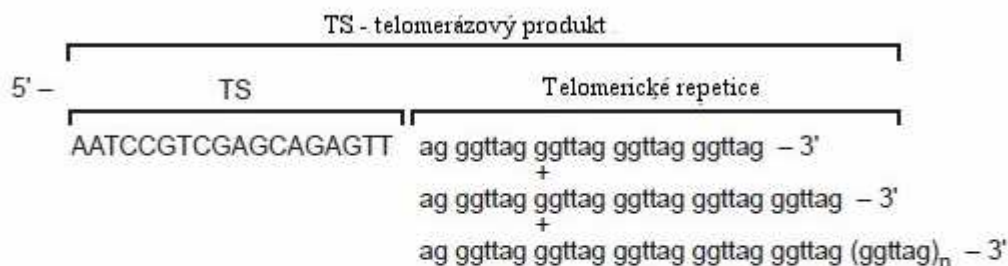 TS - telomerázový produkt
5' – TS Telomerické repetice
AATCCGTCGAGCAGAGTT ag ggttag ggttag ggttag ggttag – 3'
+
ag ggttag ggttag ggttag ggttag ggttag – 3'
+
ag ggttag ggttag ggttag ggttag ggttag (ggttag)n – 3'